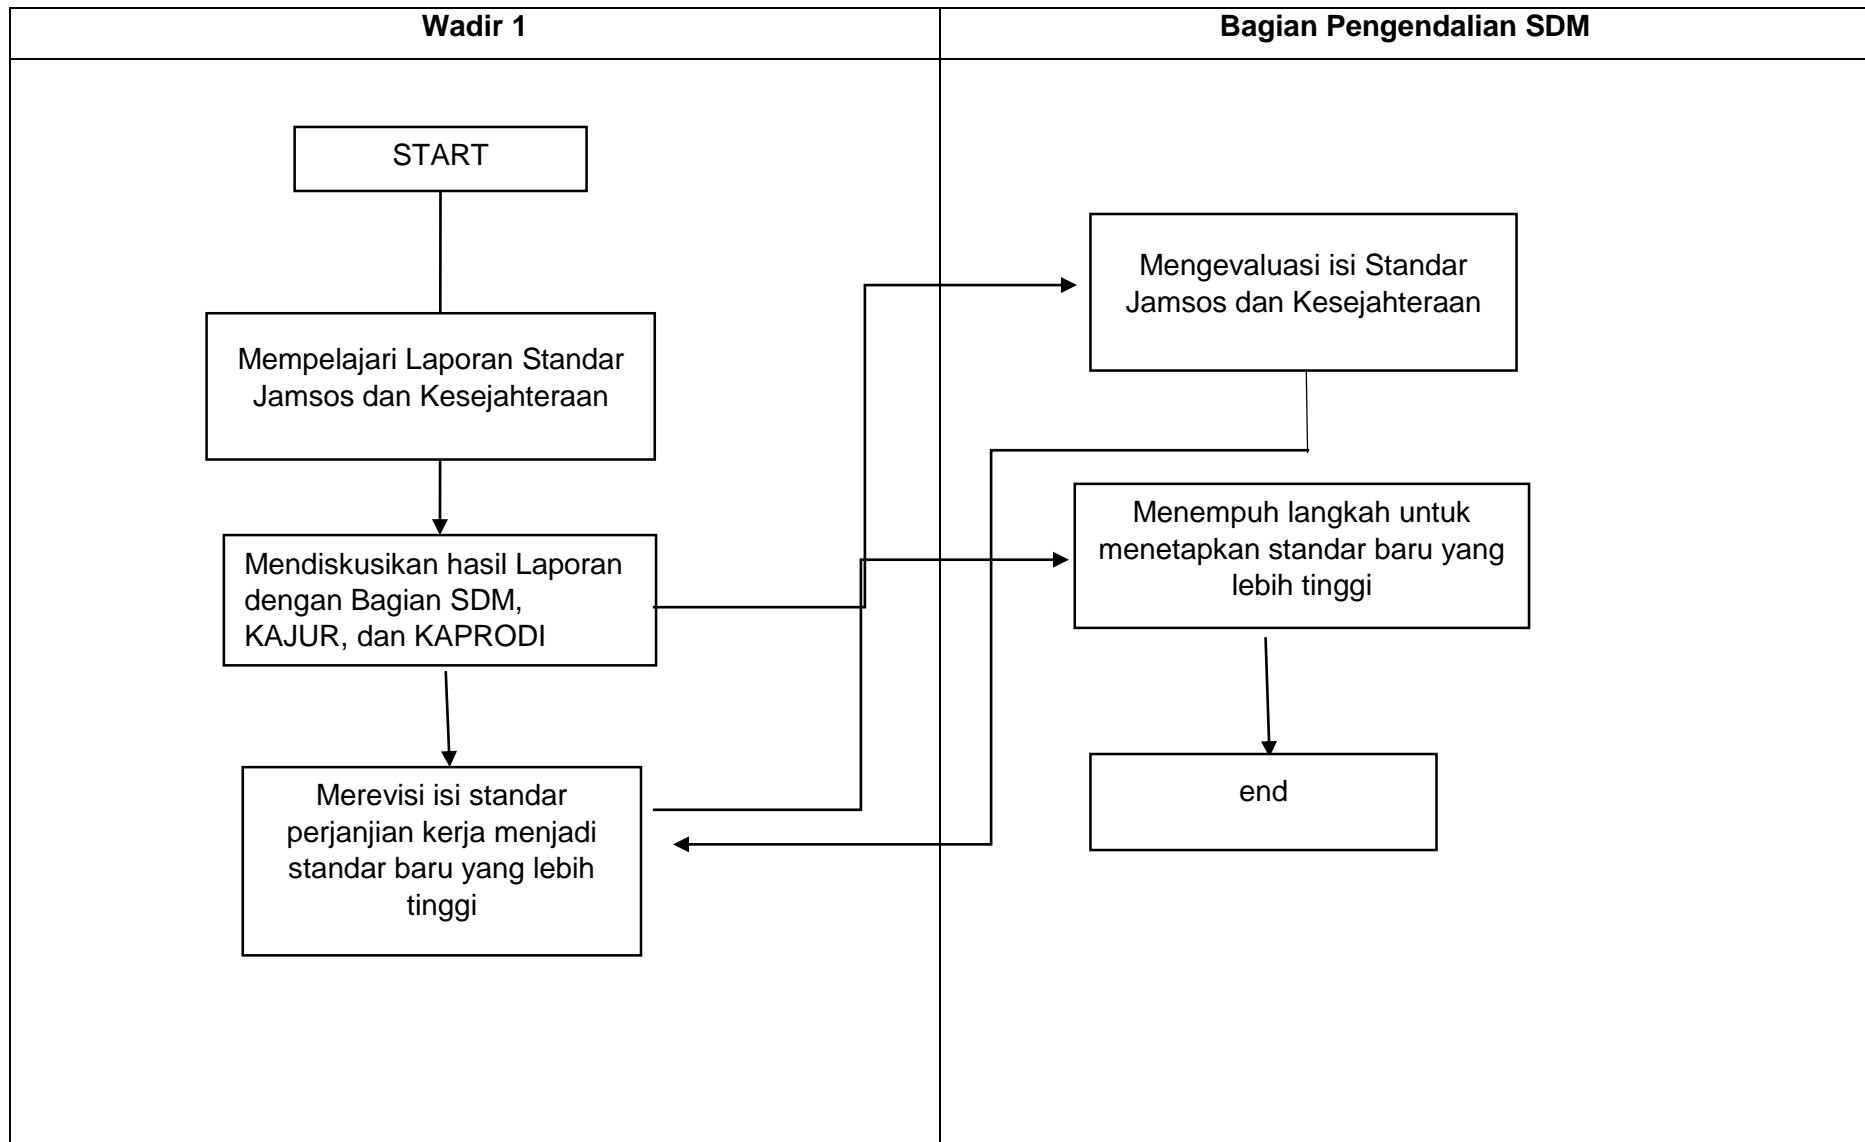 Wadir 1
Bagian Pengendalian SDM
START
Mempelajari Laporan Standar
Jamsos dan Kesejahteraan
Mendiskusikan hasil Laporan
dengan Bagian SDM,
KAJUR, dan KAPRODI
Merevisi isi standar
perjanjian kerja menjadi
standar baru yang lebih
tinggi
Mengevaluasi isi Standar
Jamsos dan Kesejahteraan
Menempuh langkah untuk
menetapkan standar baru yang
lebih tinggi
end